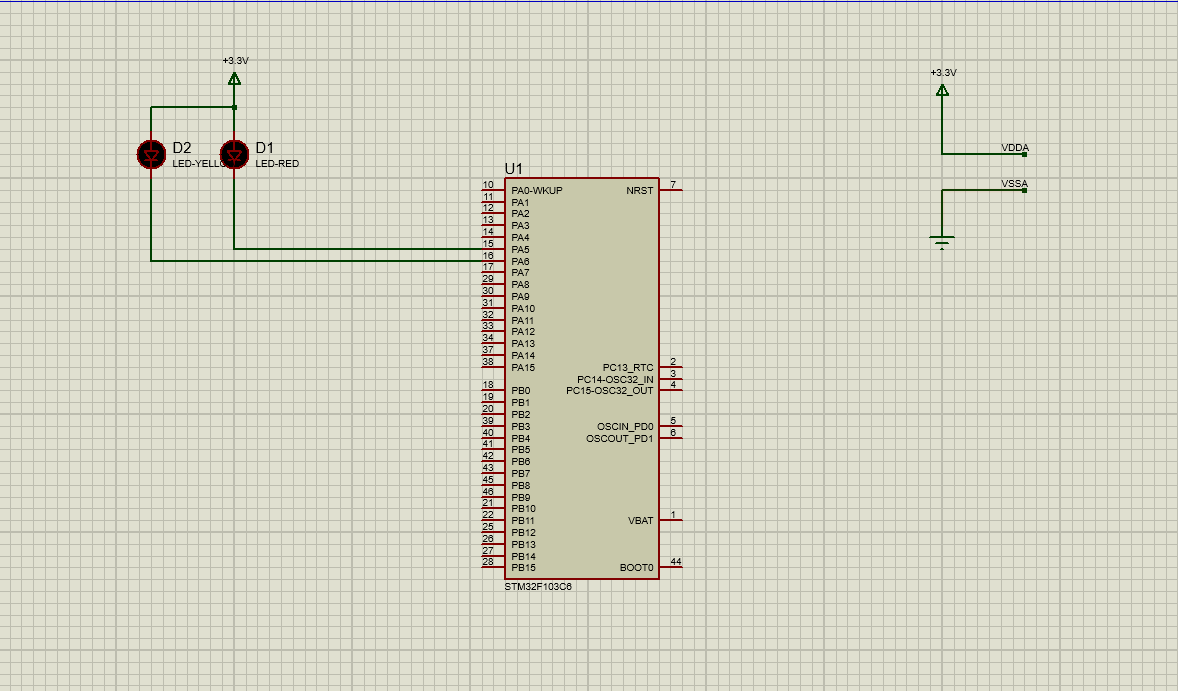 +3.3V
+3.3V
D2
LED-YELLO
D1
LED-RED
VDDA
VSSA
U1
10 PA0-WKUP
11 PA1
12 PA2
13 PA3
14 PA4
15 PA5
16 PA6
17 PA7
29 PA8
30 PA9
31 PA10
32 PA11
33 PA12
34 PA13
37 PA14
38 PA15
18 PB0
19 PB1
20 PB2
39 PB3
40 PB4
41 PB5
42 PB6
43 PB7
45 PB8
46 PB9
21 PB10
22 PB11
25 PB12
26 PB13
27 PB14
28 PB15
NRST 7
PC13_RTC 2
PC14-OSC32_IN 3
PC15-OSC32_OUT 4
OSCIN_PD0 5
OSCOUT_PD1 6
VBAT 1
BOOT0 44
STM32F103C6